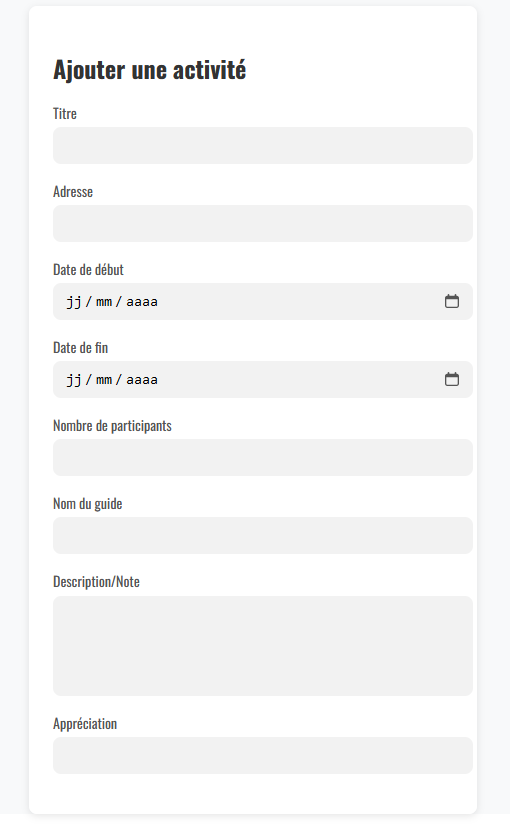 Ajouter une activité
Titre
Adresse
Date de début
jj / mm / aaaa
Date de fin
jj / mm / aaaa
Nombre de participants
Nom du guide
Description/Note
Appréciation